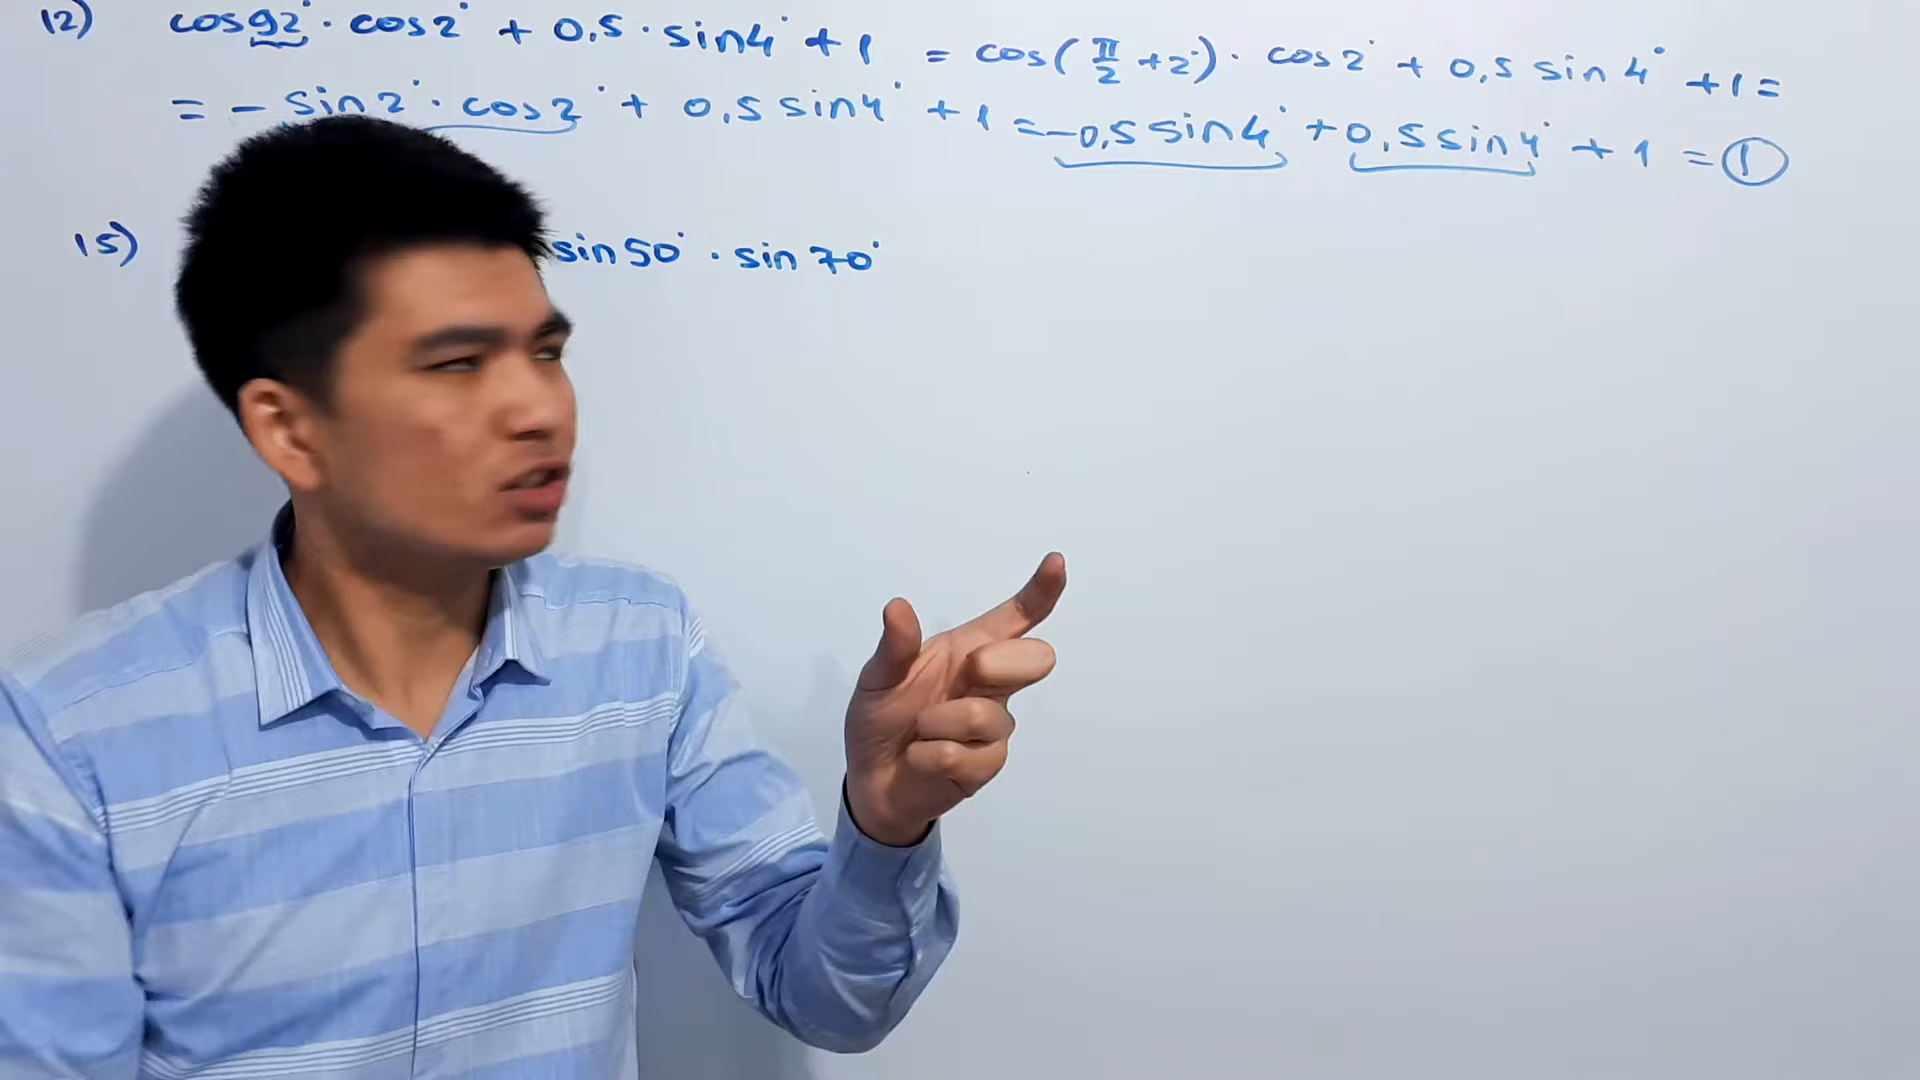 12) cos92° · cos2° + 0,5 · sin4° + 1 = cos(π/2 + 2°) · cos2° + 0,5 sin4° + 1 =
= - sin2° · cos2° + 0,5 sin4° + 1 = -0,5 sin4° + 0,5 sin4° + 1 = 1
15) sin50° · sin70°